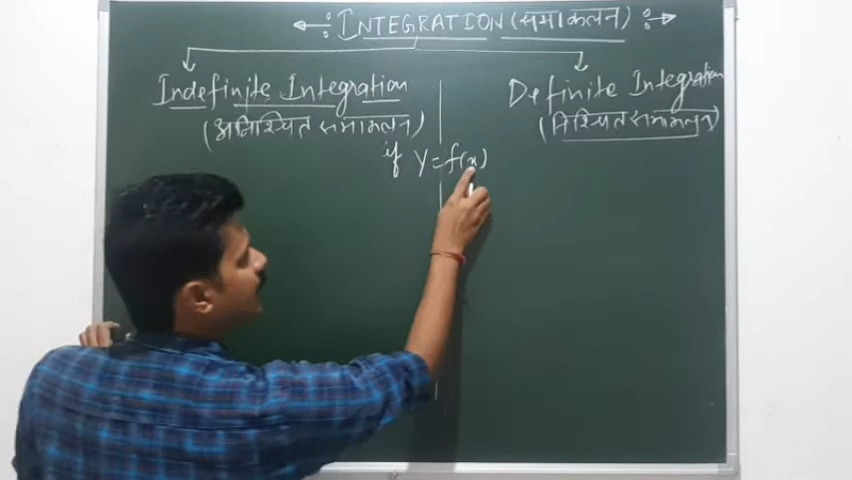 INTEGRATION (समाकलन)
Indefinite Integration
(अनिश्चित समाकलन)
Definite Integration
(निश्चित समाकलन)
if y=f(x)